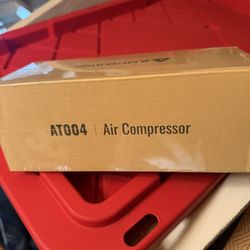 AT004 | Air Compressor